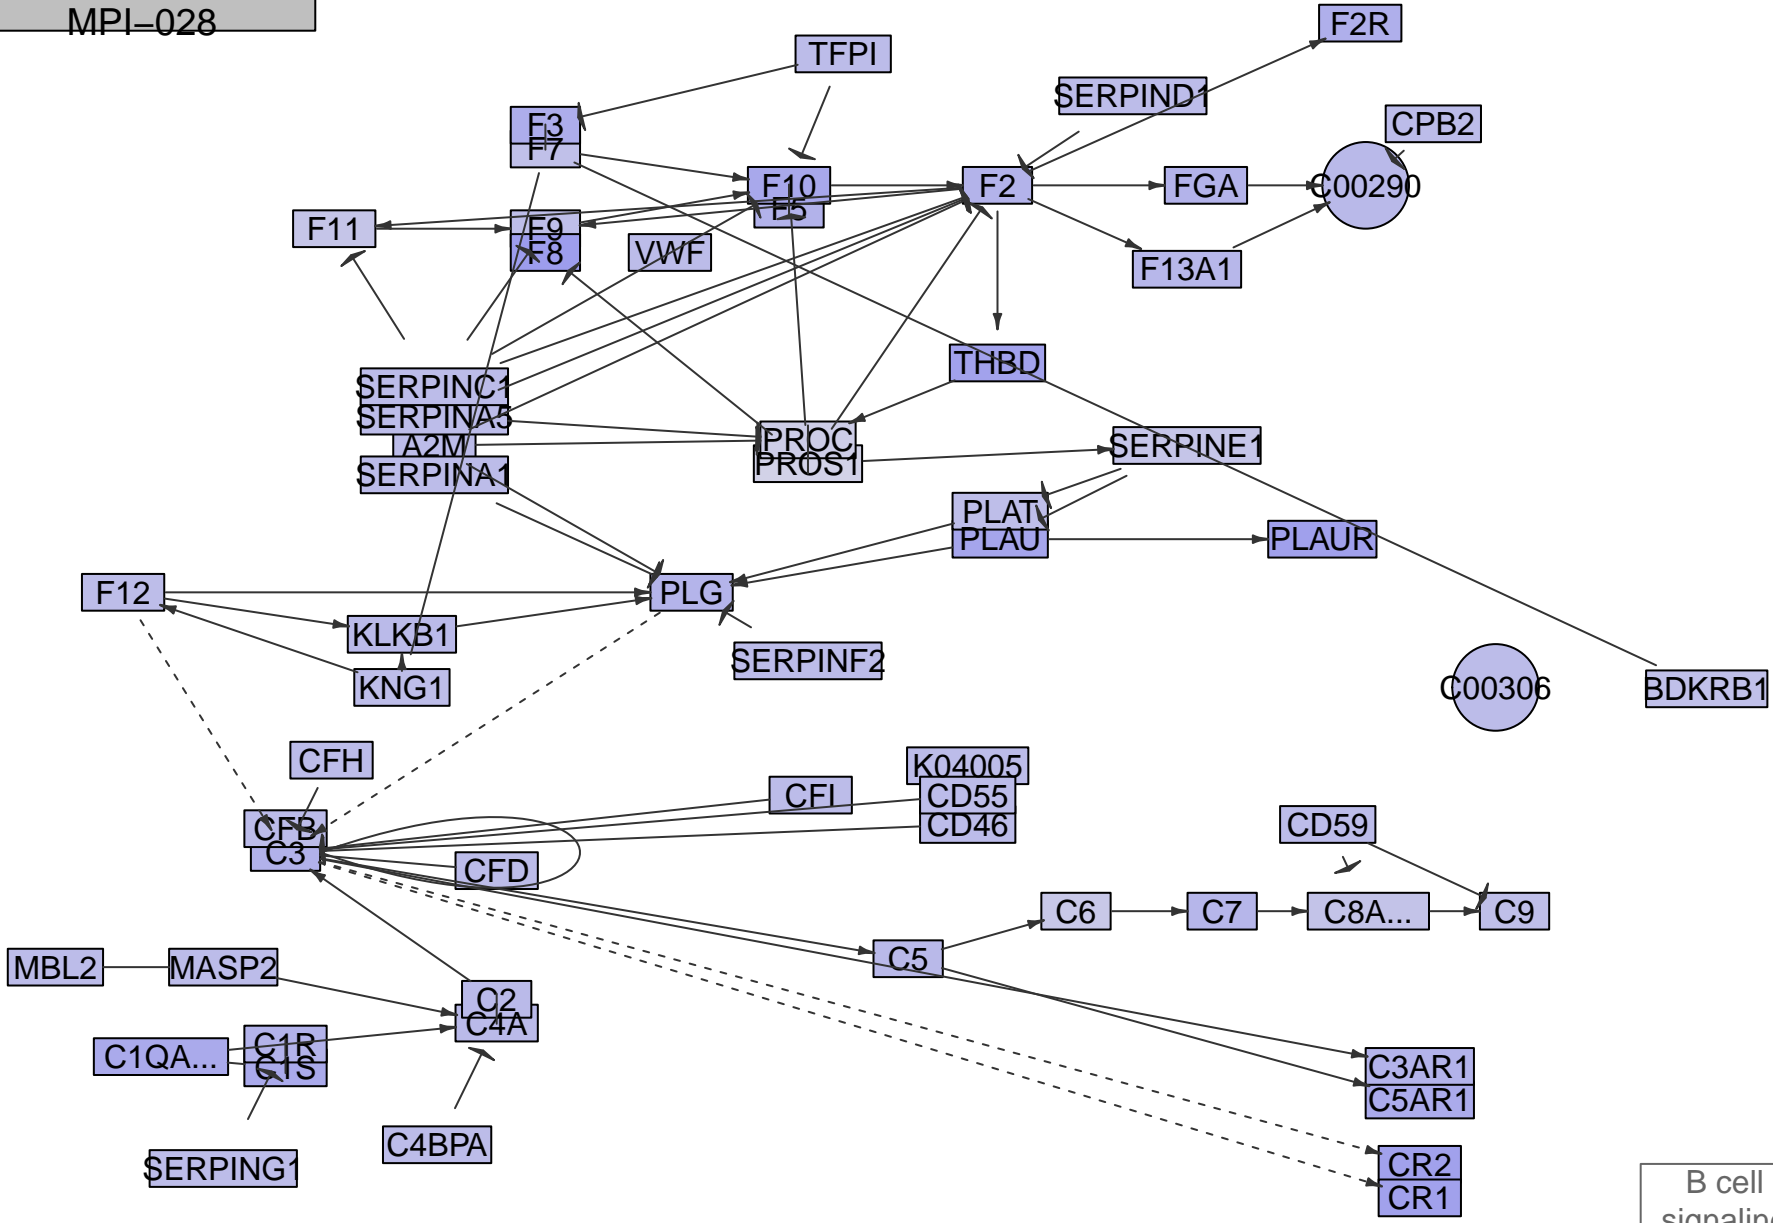 MPI−028
F2R
TFPI
SERPIND1
CPB2
F3
F7
F10
F5
F2
FGA
C00290
F11
F9
F8
VWF
F13A1
THBD
SERPINC1
SERPINA5
A2M
SERPINA1
PROC
PROS1
SERPINE1
PLAT
PLAU
PLAUR
F12
PLG
KLKB1
KNG1
SERPINF2
C00306
BDKRB1
CFH
K04005
CFI
CD55
CD46
CFB
C3
CFD
CD59
C6
C7
C8A...
C9
C5
MBL2
MASP2
C2
C4A
C1QA...
C1R
C1S
C3AR1
C5AR1
C4BPA
SERPING1
CR2
CR1
B cell
signaling